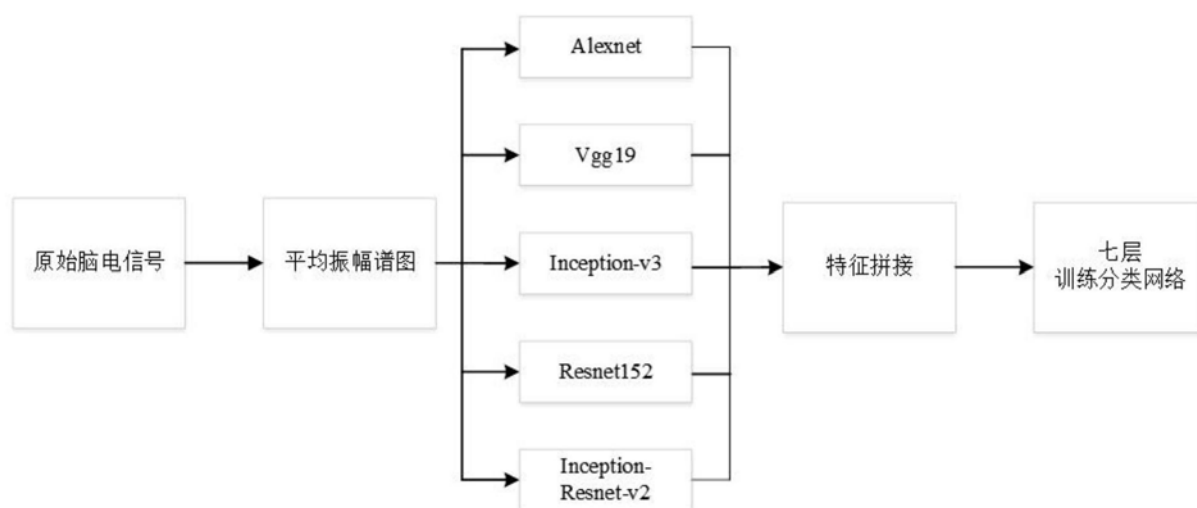 原始脑电信号
平均振幅谱图
Alexnet
Vgg19
Inception-v3
Resnet152
Inception-
Resnet-v2
特征拼接
七层
训练分类网络